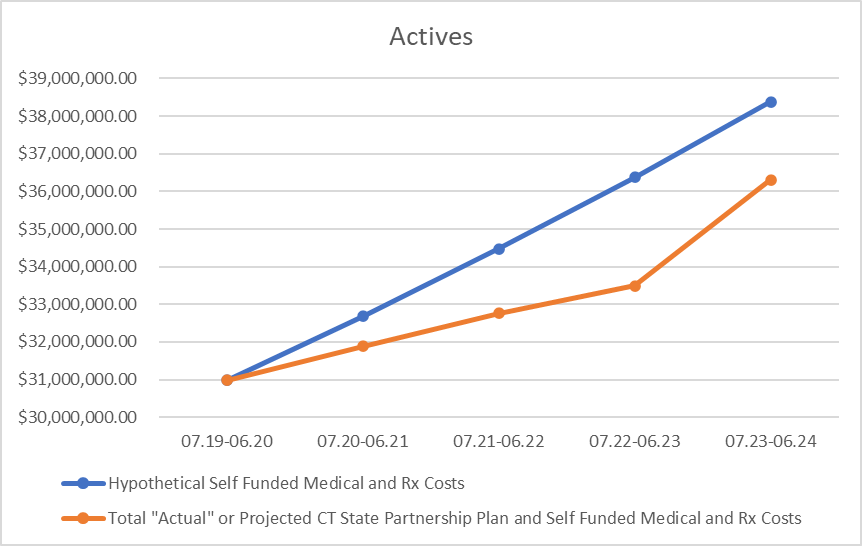 Actives
$39,000,000.00
$38,000,000.00
$37,000,000.00
$36,000,000.00
$35,000,000.00
$34,000,000.00
$33,000,000.00
$32,000,000.00
$31,000,000.00
$30,000,000.00
07.19-06.20 07.20-06.21 07.21-06.22 07.22-06.23 07.23-06.24
Hypothetical Self Funded Medical and Rx Costs
Total "Actual" or Projected CT State Partnership Plan and Self Funded Medical and Rx Costs